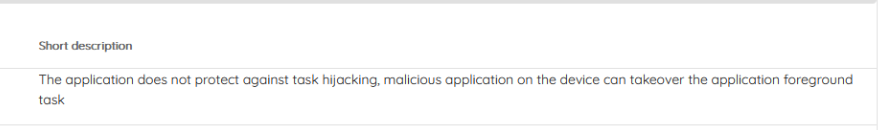 Short description
The application does not protect against task hijacking, malicious application on the device can takeover the application foreground
task